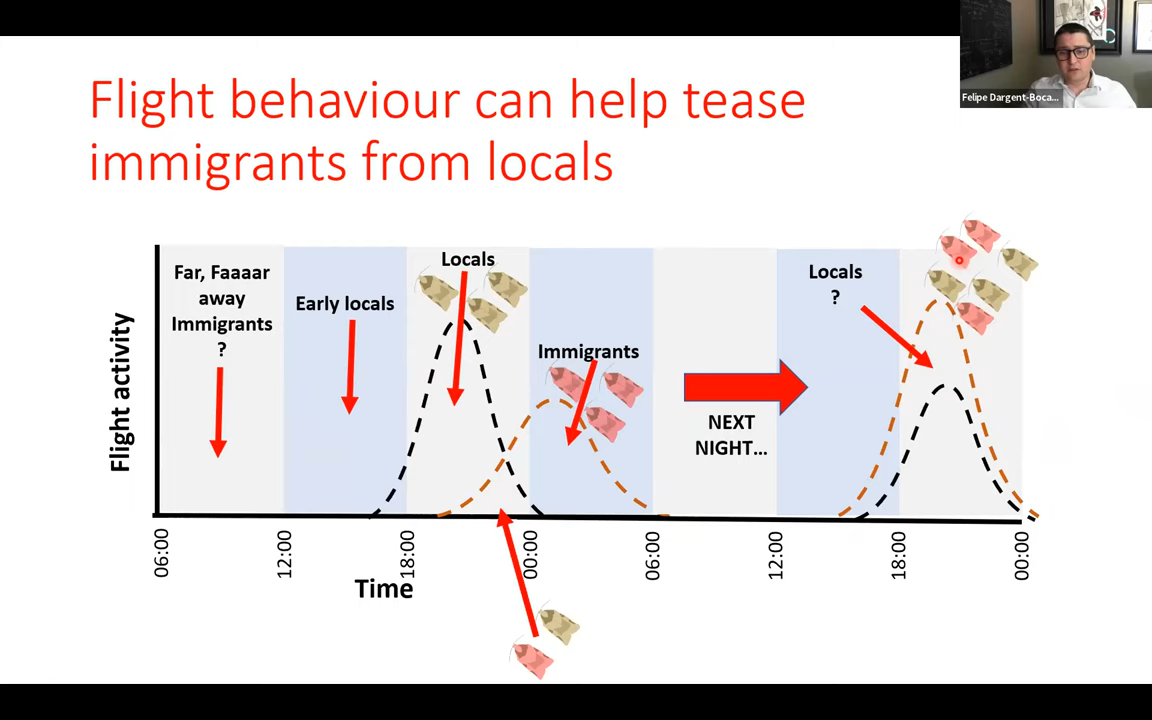 Felipe Dargent-Boca...
Flight behaviour can help tease
immigrants from locals
Flight activity
Far, Faaaar
away
Immigrants
?
Early locals
Locals
Immigrants
NEXT
NIGHT...
Locals
?
06:00
12:00
18:00
00:00
06:00
12:00
18:00
00:00
Time